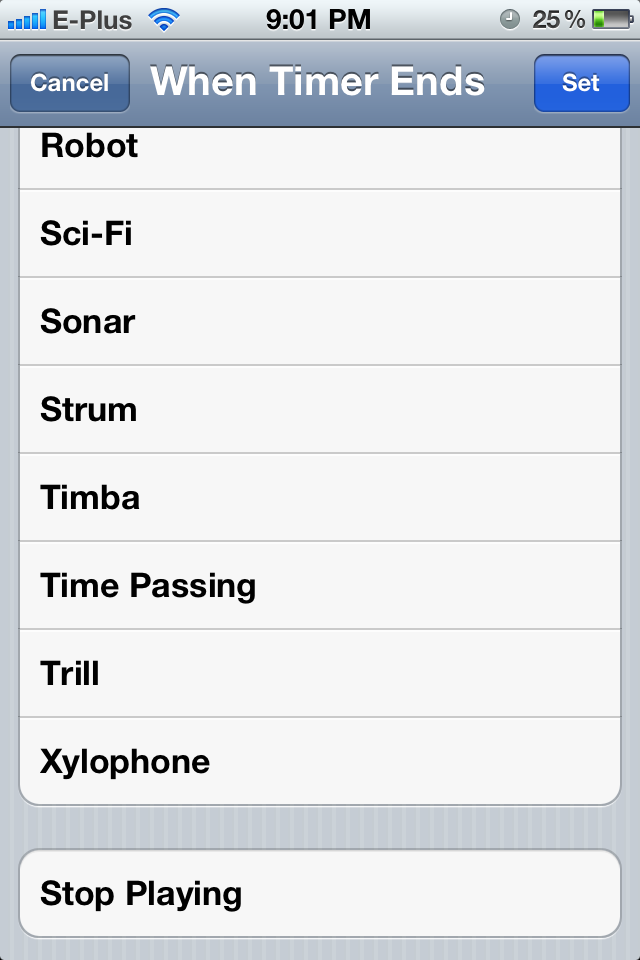 E-Plus 9:01 PM 25 %
Cancel When Timer Ends Set
Robot
Sci-Fi
Sonar
Strum
Timba
Time Passing
Trill
Xylophone
Stop Playing